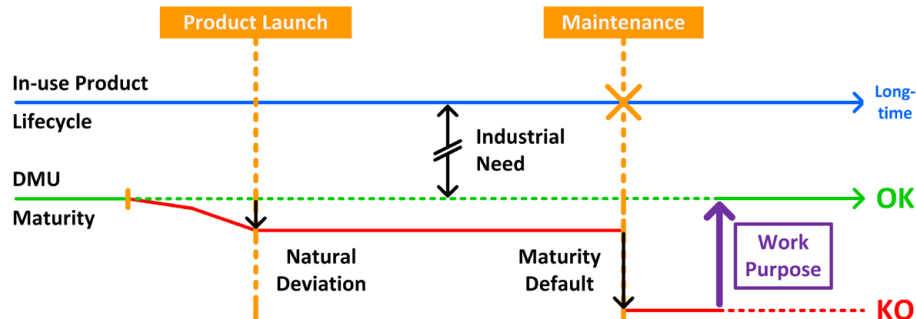 Product Launch
Maintenance
In-use Product
Lifecycle
Long-
time
Industrial
Need
DMU
Maturity
OK
Natural
Deviation
Maturity
Default
Work
Purpose
KO